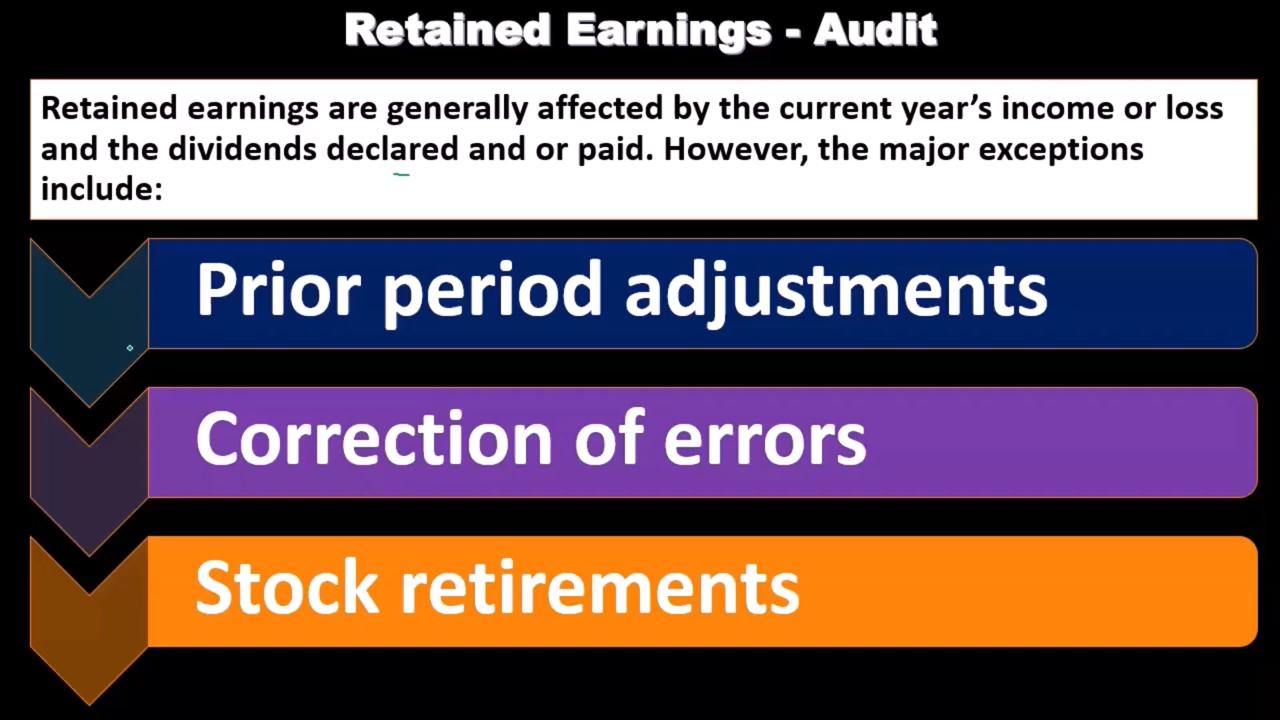 Retained Earnings - Audit
Retained earnings are generally affected by the current year’s income or loss
and the dividends declared and or paid. However, the major exceptions
include:
Prior period adjustments
Correction of errors
Stock retirements